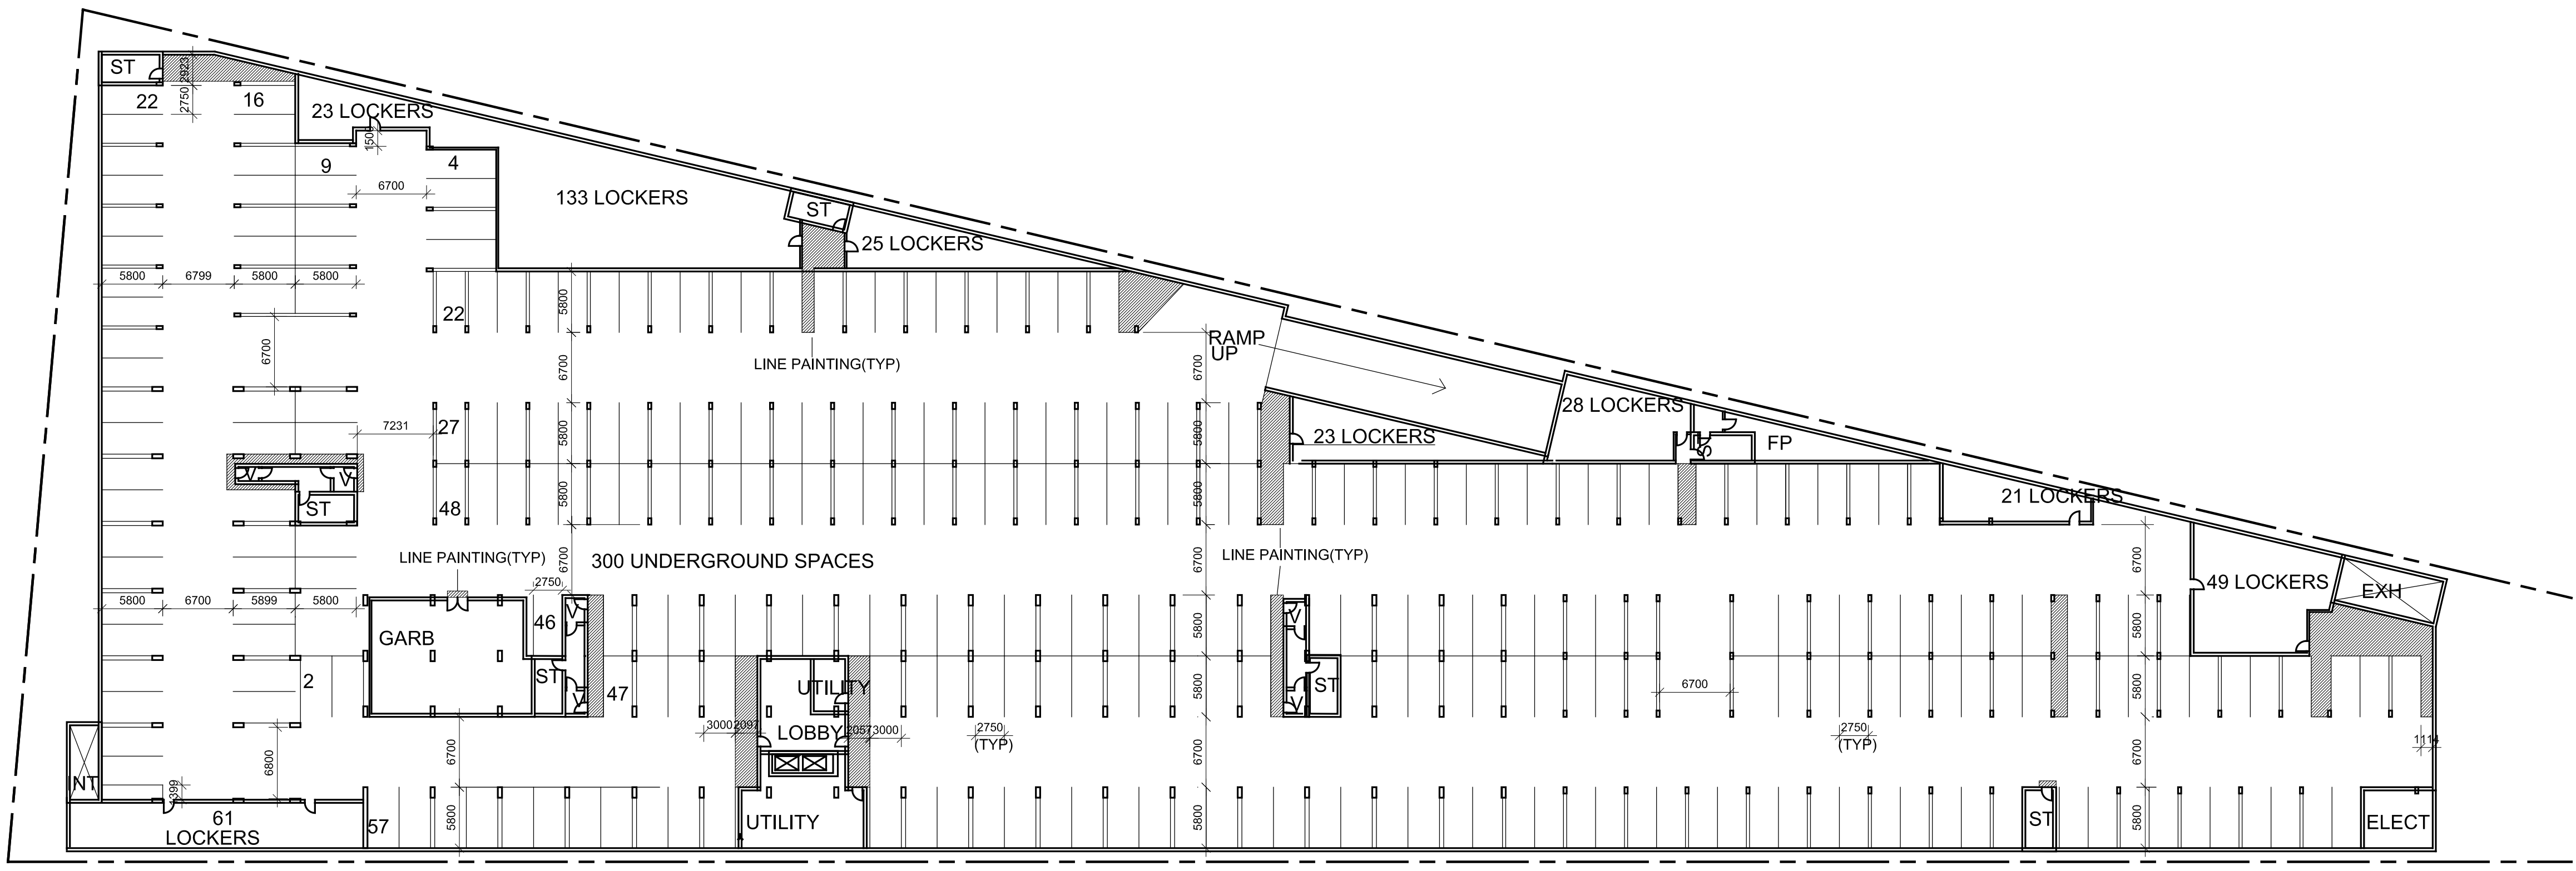 ST
2923
2750
22
16
23 LOCKERS
1500
9
4
6700
133 LOCKERS
ST
25 LOCKERS
5800
6799
5800
5800
22
5800
LINE PAINTING(TYP)
6700
6700
6700
RAMP
UP
7231
27
5800
5800
23 LOCKERS
28 LOCKERS
S
FP
V
V
ST
48
5800
5800
21 LOCKERS
LINE PAINTING(TYP)
6700
300 UNDERGROUND SPACES
6700
LINE PAINTING(TYP)
6700
49 LOCKERS
EXH
2750
5800
6700
5899
5800
GARB
46
V
5800
V
5800
2
ST
V
47
UTILITY
5800
V
ST
6700
5800
3000
2097
LOBBY
2057
3000
2750
(TYP)
2750
(TYP)
1114
INT
1399
6800
6700
6700
6700
61
LOCKERS
57
5800
UTILITY
5800
ST
5800
ELECT